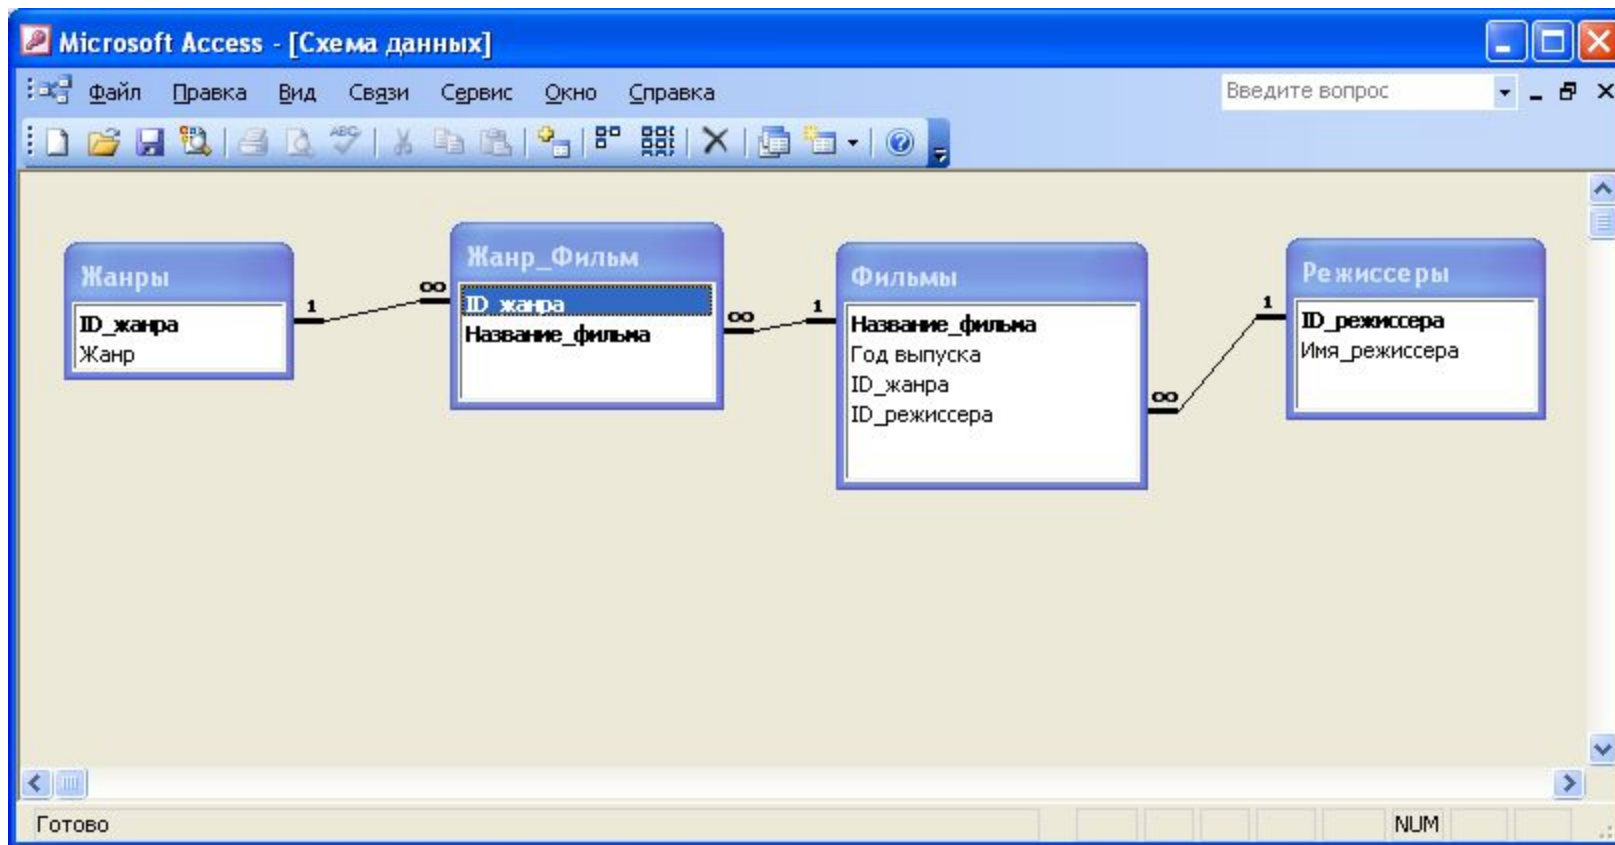 Microsoft Access - [Схема данных]
Файл Правка Вид Связи Сервис Окно Справка
Введите вопрос
ABC
Жанры
1
ID_жанра
Жанр
∞
Жанр_Фильм
ID_жанра
Название_фильма
∞
1
Фильмы
Название_фильма
Год выпуска
ID_жанра
ID_режиссера
∞
1
Режиссеры
ID_режиссера
Имя_режиссера
Готово
NUM